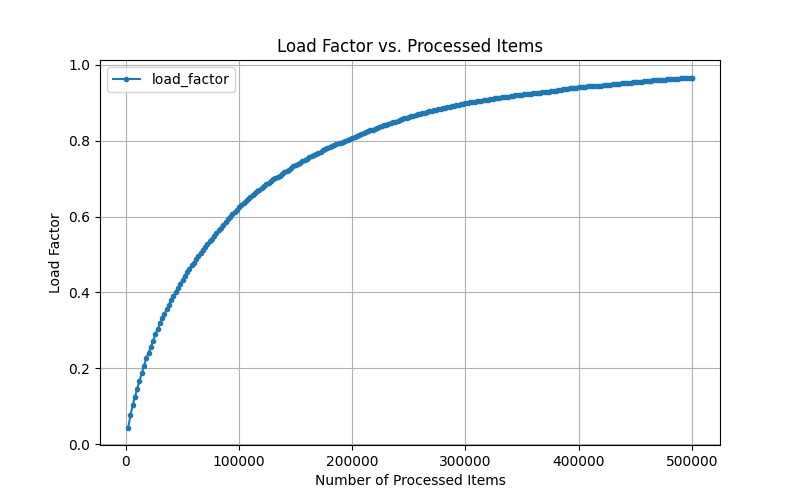 Load Factor vs. Processed Items
load_factor
1.0
0.8
0.6
0.4
0.2
0.0
Load Factor
0 100000 200000 300000 400000 500000
Number of Processed Items